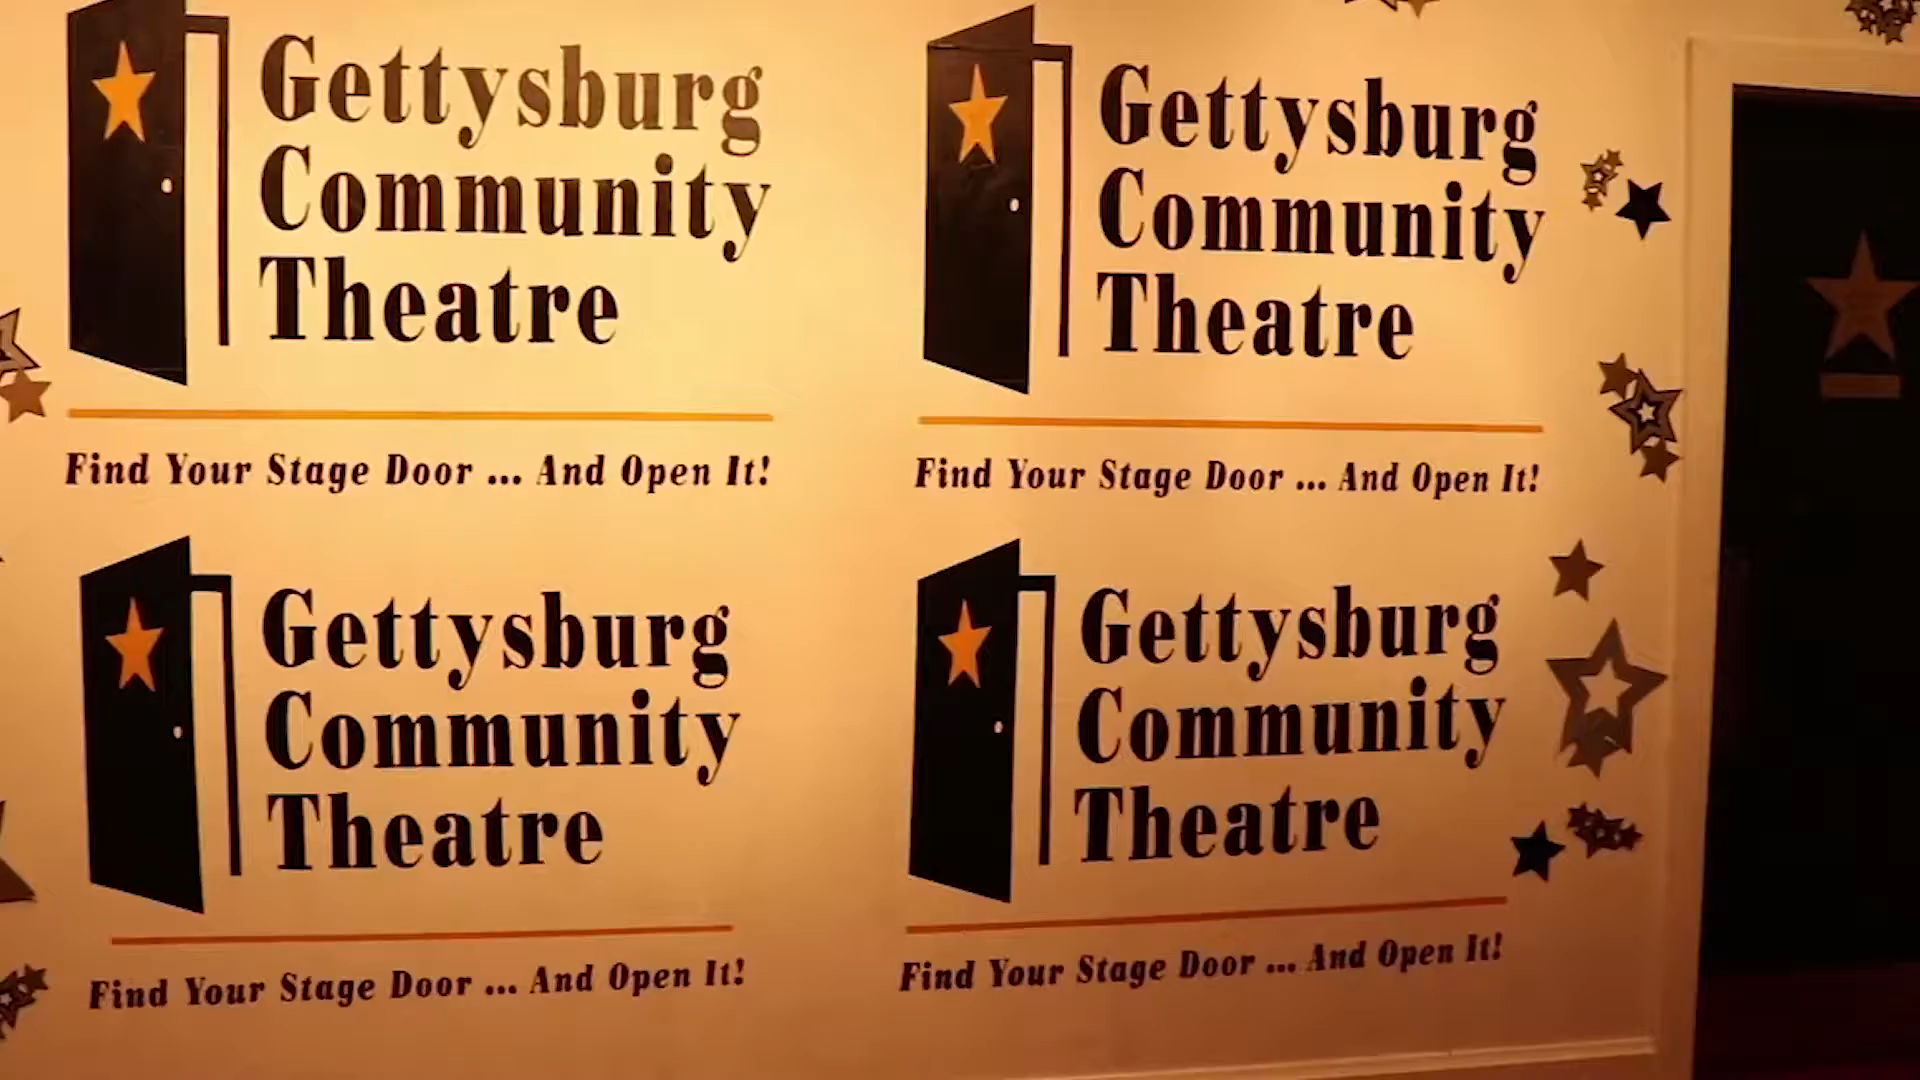 Gettysburg
Community
Theatre
Find Your Stage Door ... And Open It!
Gettysburg
Community
Theatre
Find Your Stage Door ... And Open It!
Gettysburg
Community
Theatre
Find Your Stage Door ... And Open It!
Gettysburg
Community
Theatre
Find Your Stage Door ... And Open It!